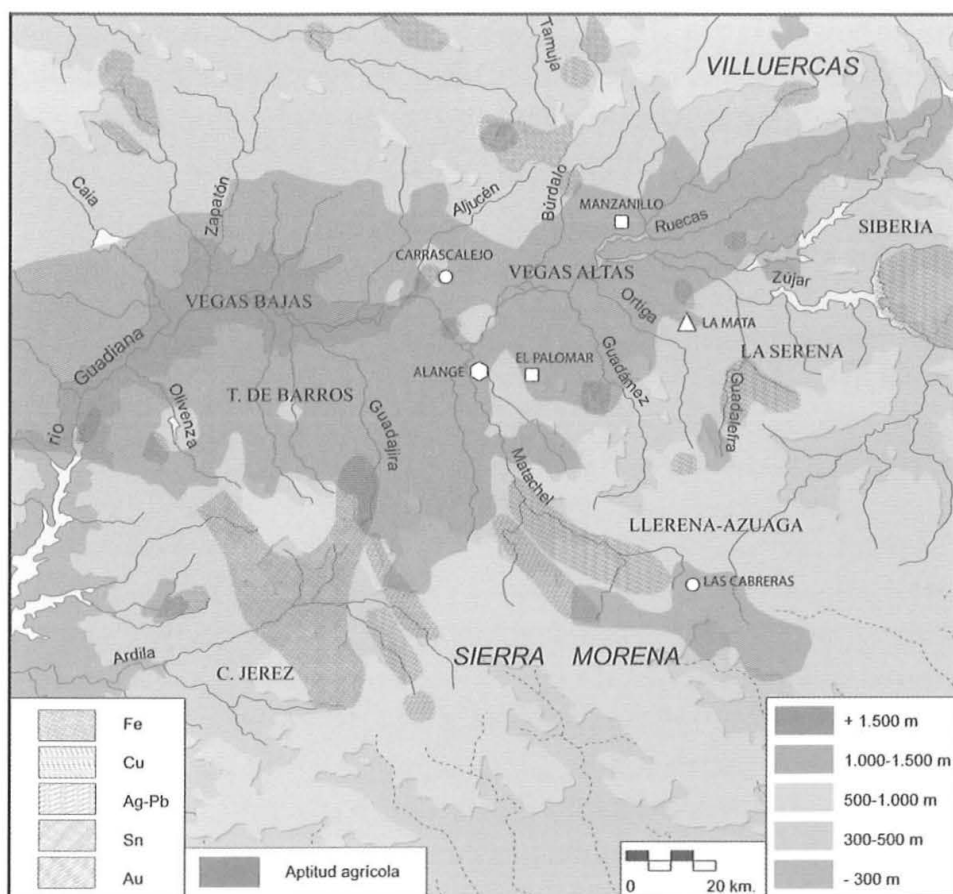 Tamuja
VILLUERCAS
Caia
Zapatón
Aljucén
Búrdalo
MANZANILLO
Ruecas
SIBERIA
CARRASCALEJO
VEGAS ALTAS
Zújar
VEGAS BAJAS
Ortiga
LA MATA
río Guadiana
ALANGE
EL PALOMAR
Guadámez
LA SERENA
Olivenza
T. DE BARROS
Guadajira
Guadalefra
Matachel
LLERENA-AZUAGA
LAS CABRERAS
Ardila
C. JEREZ
SIERRA MORENA
Fe
Cu
Ag-Pb
Sn
Au
Aptitud agrícola
0 20 km.
+ 1.500 m
1.000-1.500 m
500-1.000 m
300-500 m
- 300 m